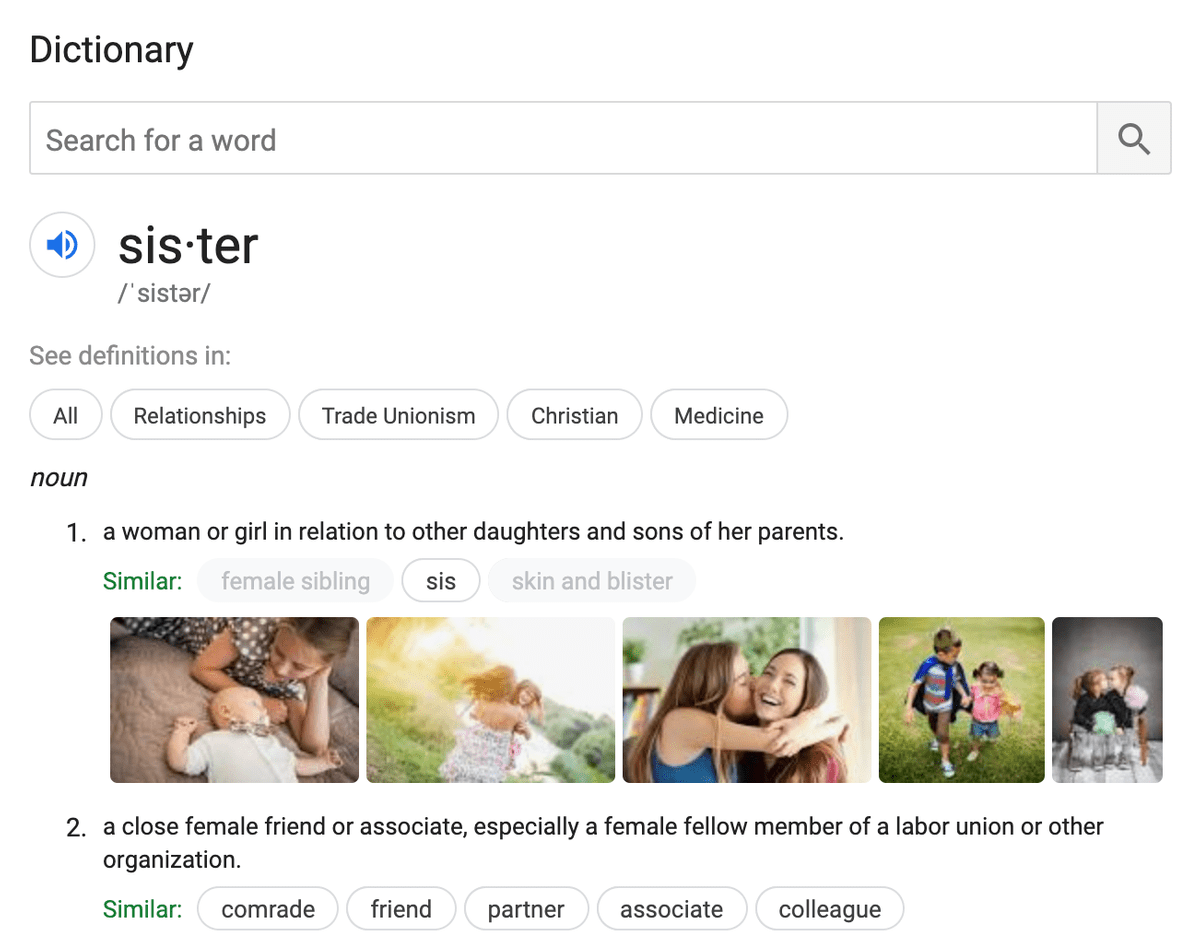 Dictionary
Search for a word
sis·ter
/ˈsistər/
See definitions in:
All Relationships Trade Unionism Christian Medicine
noun
1. a woman or girl in relation to other daughters and sons of her parents.
Similar: female sibling sis skin and blister
2. a close female friend or associate, especially a female fellow member of a labor union or other
organization.
Similar: comrade friend partner associate colleague